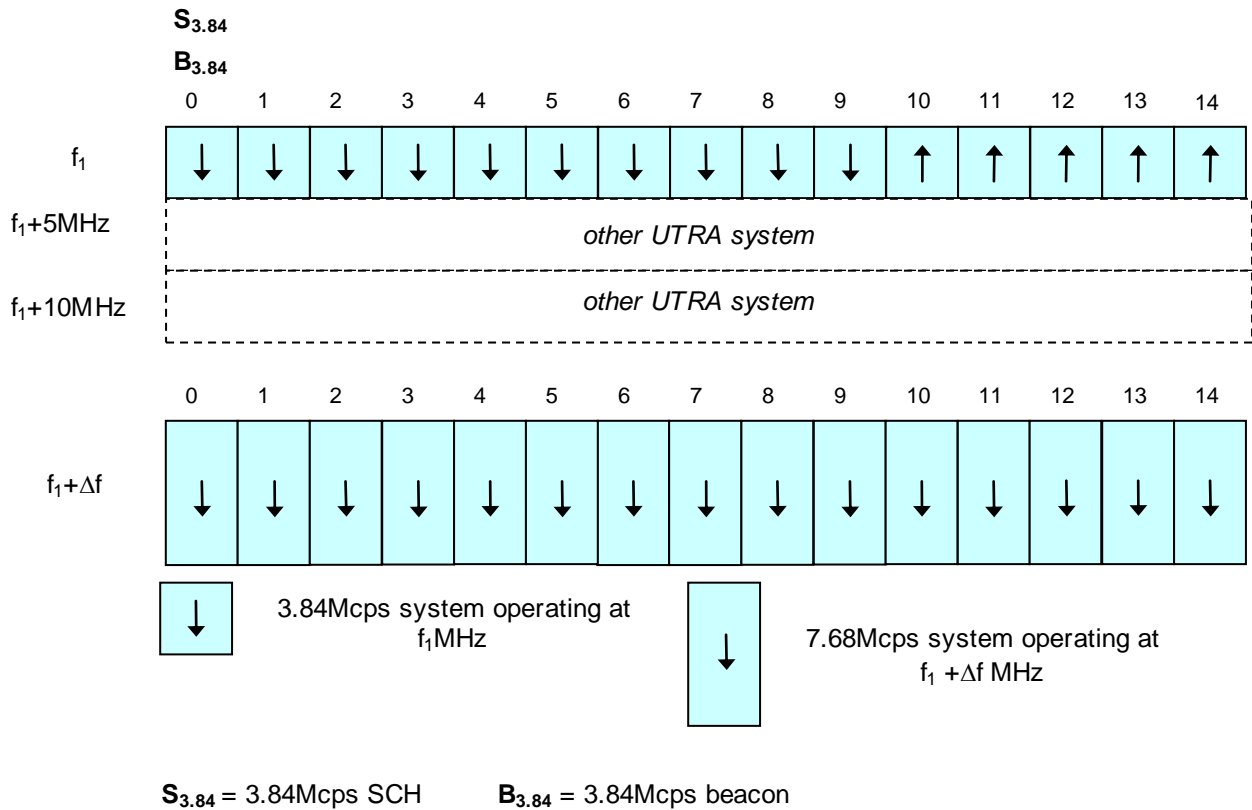 S3.84
B3.84
0 1 2 3 4 5 6 7 8 9 10 11 12 13 14
f1
f1+5MHz
other UTRA system
f1+10MHz
other UTRA system
0 1 2 3 4 5 6 7 8 9 10 11 12 13 14
f1+Δf
3.84Mcps system operating at
f1MHz
7.68Mcps system operating at
f1 +Δf MHz
S3.84 = 3.84Mcps SCH
B3.84 = 3.84Mcps beacon